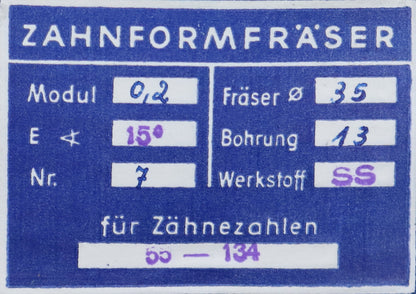 ZAHNFORMFRÄSER
Modul 0,2 Fräser Ø 35
E ∢ 15° Bohrung 13
Nr. 7 Werkstoff SS
für Zähnezahlen
55 — 134